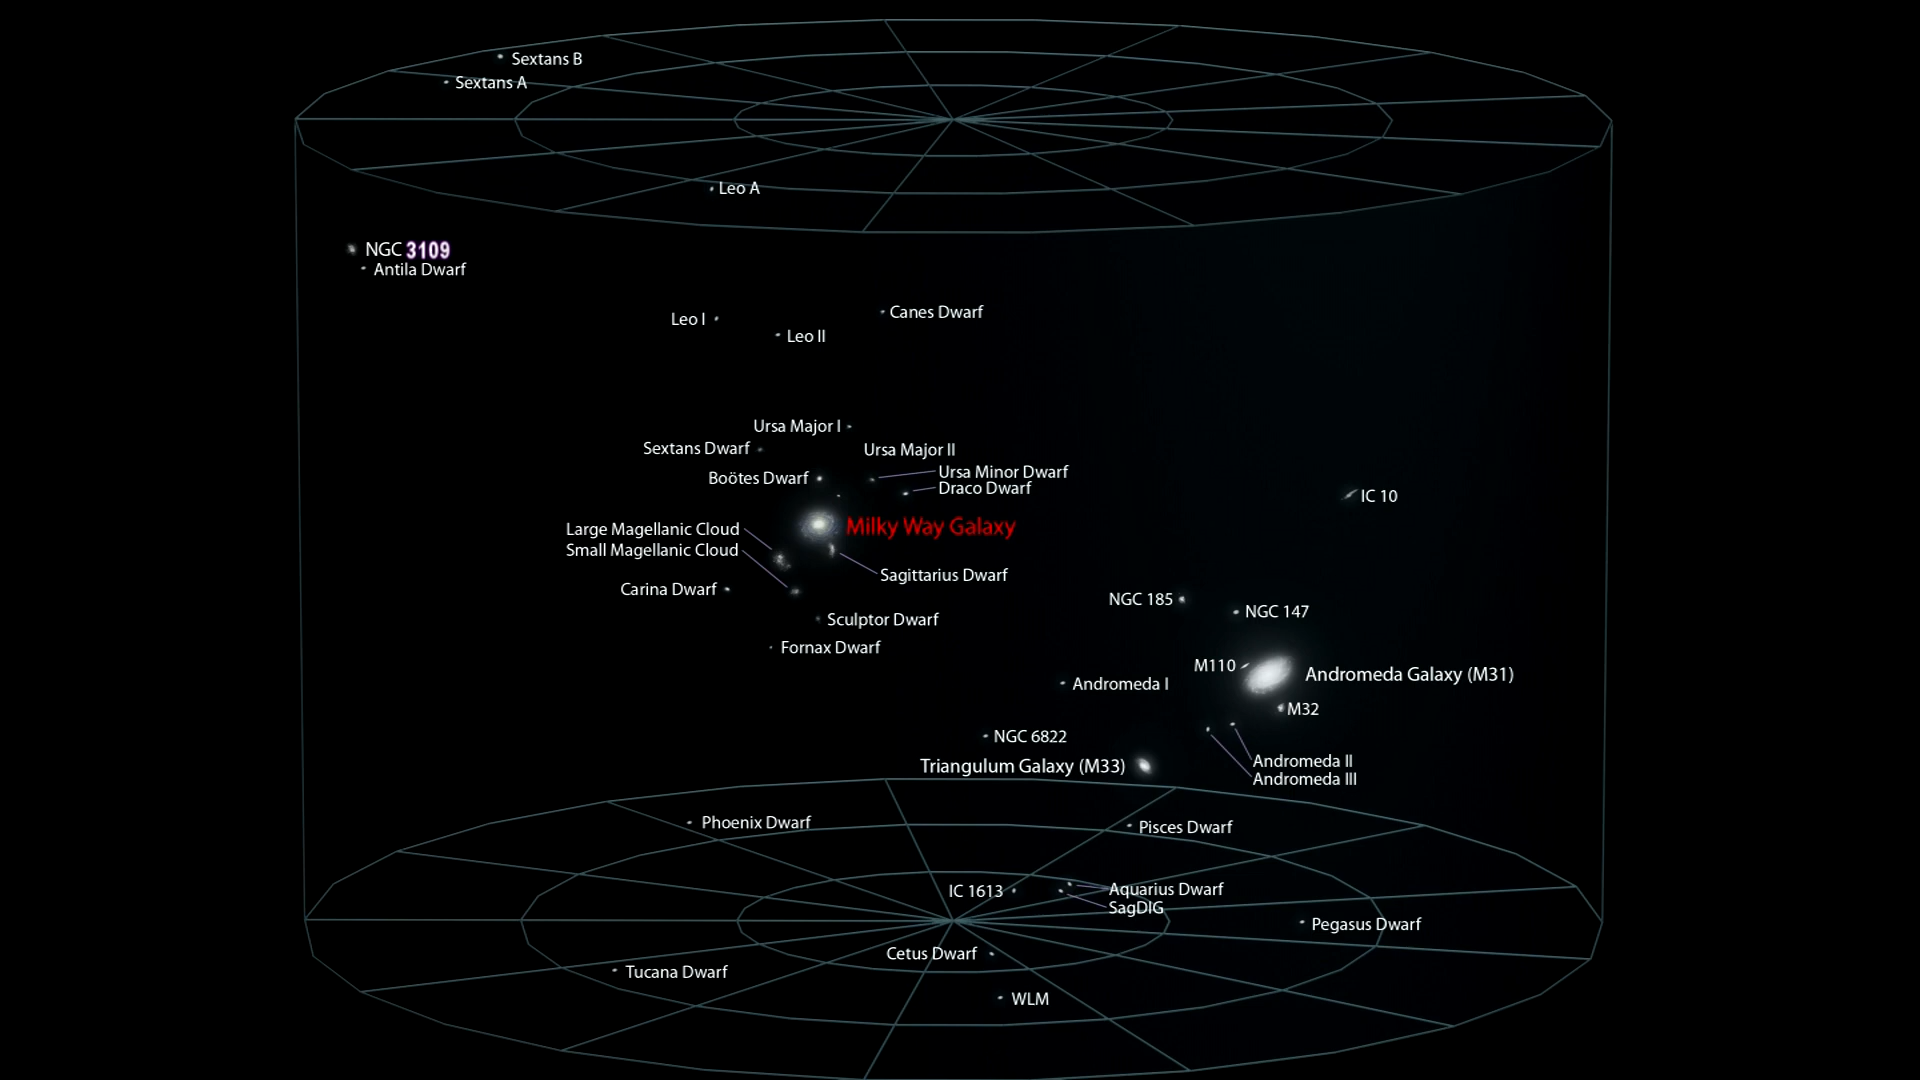 Sextans B
Sextans A
Leo A
NGC 3109
Antila Dwarf
Canes Dwarf
Leo I
Leo II
Ursa Major I
Sextans Dwarf
Ursa Major II
Ursa Minor Dwarf
Boötes Dwarf
Draco Dwarf
IC 10
Milky Way Galaxy
Large Magellanic Cloud
Small Magellanic Cloud
Sagittarius Dwarf
Carina Dwarf
NGC 185
NGC 147
Sculptor Dwarf
Fornax Dwarf
M110
Andromeda Galaxy (M31)
Andromeda I
M32
NGC 6822
Triangulum Galaxy (M33)
Andromeda II
Andromeda III
Phoenix Dwarf
Pisces Dwarf
IC 1613
Aquarius Dwarf
SagDIG
Pegasus Dwarf
Cetus Dwarf
Tucana Dwarf
WLM